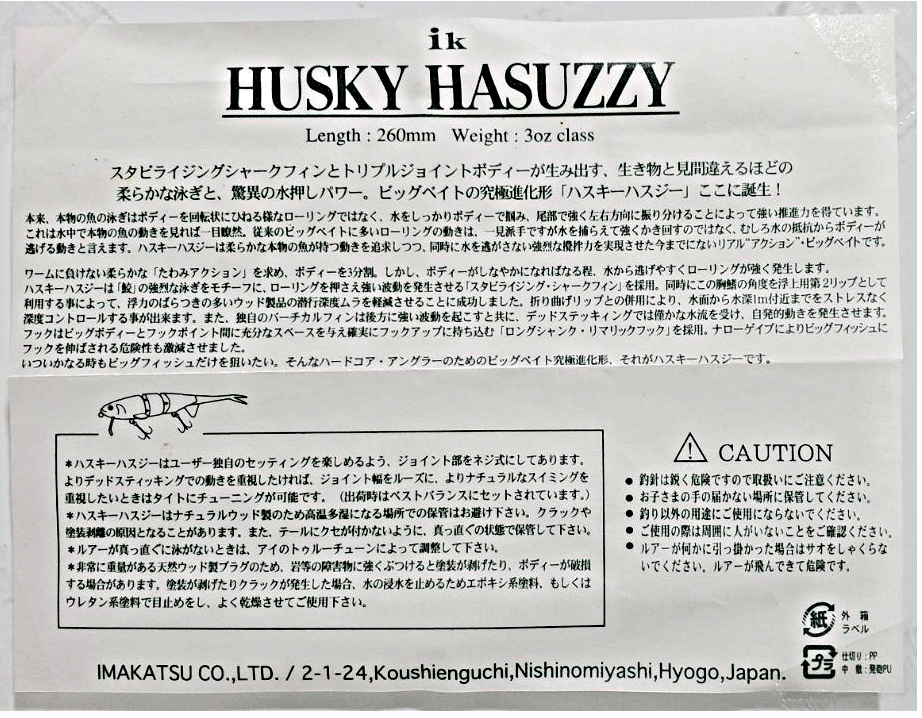 ik
HUSKY HASUZZY
Length : 260mm Weight : 3oz class
スタビライジングシャークフィンとトリプルジョイントボディーが生み出す、生き物と見間違えるほどの
柔らかな泳ぎと、驚異の水押しパワー。ビッグベイトの究極進化形「ハスキーハスジー」ここに誕生！
本来、本物の魚の泳ぎはボディーを回転状にひねる様なローリングではなく、水をしっかりボディーで掴み、尾部で強く左右方向に振り分けることによって強い推進力を得ています。
これは水中で本物の魚の動きを見れば一目瞭然。従来のビッグベイトに多いローリングの動きは、一見派手ですが水を捕らえて強くかき回すのではなく、むしろ水の抵抗からボディーが
逃げる動きと言えます。ハスキーハスジーは柔らかな本物の魚が持つ動きを追求しつつ、同時に水を逃がさない強烈な攪拌力を実現させた今までにないリアル“アクション”・ビッグベイトです。
ワームに負けない柔らかな「たわみアクション」を求め、ボディーを3分割。しかし、ボディーがしなやかになればなる程、水から逃げやすくローリングが強く発生します。
ハスキーハスジーは「鮫」の強烈な泳ぎをモチーフに、ローリングを押さえ強い波動を発生させる「スタビライジング・シャークフィン」を採用。同時にこの胸鰭の角度を浮上用第２リップとして
利用する事によって、浮力のばらつきの多いウッド製品の潜行深度ムラを軽減させることに成功しました。折り曲げリップとの併用により、水面から水深1m付近までをストレスなく
深度コントロールする事が出来ます。また、独自のバーチカルフィンは後方に強い波動を起こすと共に、デッドスティッキングでは僅かな水流を受け、自発的動きを発生させます。
フックはビッグボディーとフックポイント間に充分なスペースを与え確実にフックアップに持ち込む「ロングシャンク・リマリックフック」を採用。ナローゲイブによりビッグフィッシュに
フックを伸ばされる危険性も激減させました。
いついかなる時もビッグフィッシュだけを狙いたい。そんなハードコア・アングラーのためのビッグベイト究極進化形、それがハスキーハスジーです。
＊ハスキーハスジーはユーザー独自のセッティングを楽しめるよう、ジョイント部をネジ式にしてあります。
よりデッドスティッキングでの動きを重視したければ、ジョイント幅をルーズに、よりナチュラルなスイミングを
重視したいときはタイトにチューニングが可能です。（出荷時はベストバランスにセットされています。）
＊ハスキーハスジーはナチュラルウッドのため高温多湿になる場所での保管はお避け下さい。クラックや
塗装剥離の原因となることがあります。また、テールにクセが付かないように、真っ直ぐの状態で保管して下さい。
＊ルアーが真っ直ぐに泳がないときは、アイのトゥルーチューンによって調整して下さい。
＊非常に重量がある天然ウッド製プラグのため、岩等の障害物に強くぶつけると塗装が剥げたり、ボディーが破損
する場合があります。塗装が剥げたりクラックが発生した場合、水の浸水を止めるためエポキシ系塗料、もしくは
ウレタン系塗料で目止めをし、よく乾燥させてご使用下さい。
CAUTION
● 釣針は鋭く危険ですので取扱いにご注意ください。
● お子さまの手の届かない場所に保管してください。
● 釣り以外の用途にご使用にならないでください。
● ご使用の際は周囲に人がいないことをご確認ください。
● ルアーが何かに引っ掛かった場合はサオをしゃくらな
いでください。ルアーが飛んできて危険です。
紙 外 箱
ラベル
プラ 仕切り：PP
中 敷：発砲PU
IMAKATSU CO.,LTD. / 2-1-24,Koushienguchi,Nishinomiyashi,Hyogo,Japan.